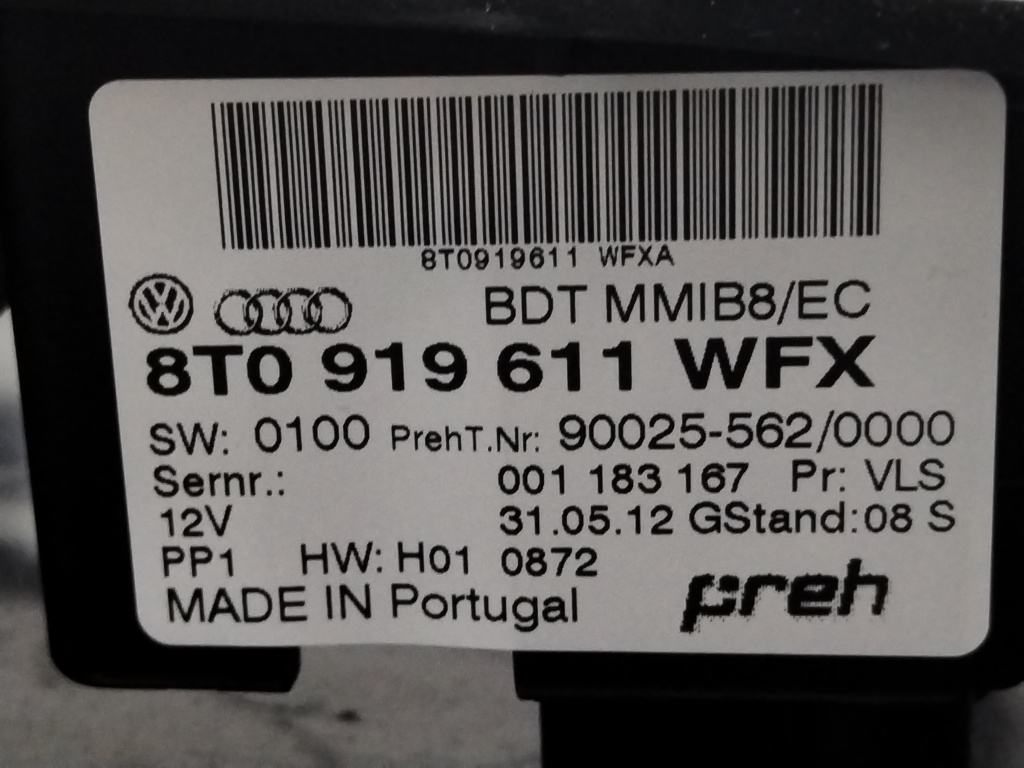 8T0919611 WFXA
BDT MMIB8/EC
8T0 919 611 WFX
SW: 0100 PrehT.Nr: 90025-562/0000
Sernr.: 001 183 167 Pr: VLS
12V 31.05.12 GStand:08 S
PP1 HW: H01 0872
MADE IN Portugal preh